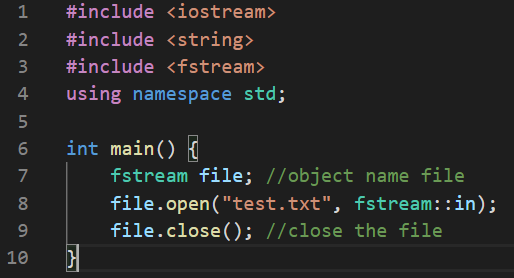 1 #include <iostream>
2 #include <string>
3 #include <fstream>
4 using namespace std;
5
6 int main() {
7     fstream file; //object name file
8     file.open("test.txt", fstream::in);
9     file.close(); //close the file
10 }